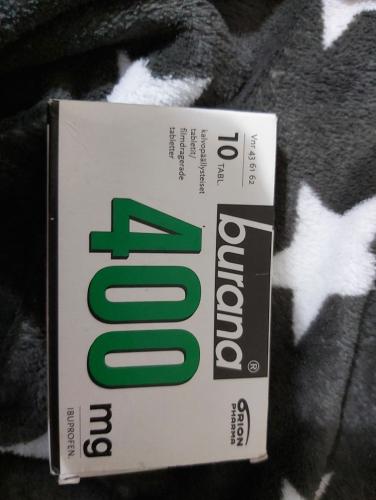 Vnr 43 61 62
10 TABL.
kalvopäällysteiset
tabletit/
filmdragerade
tabletter
burana®
400 mg
ORION
PHARMA
IBUPROFEN.